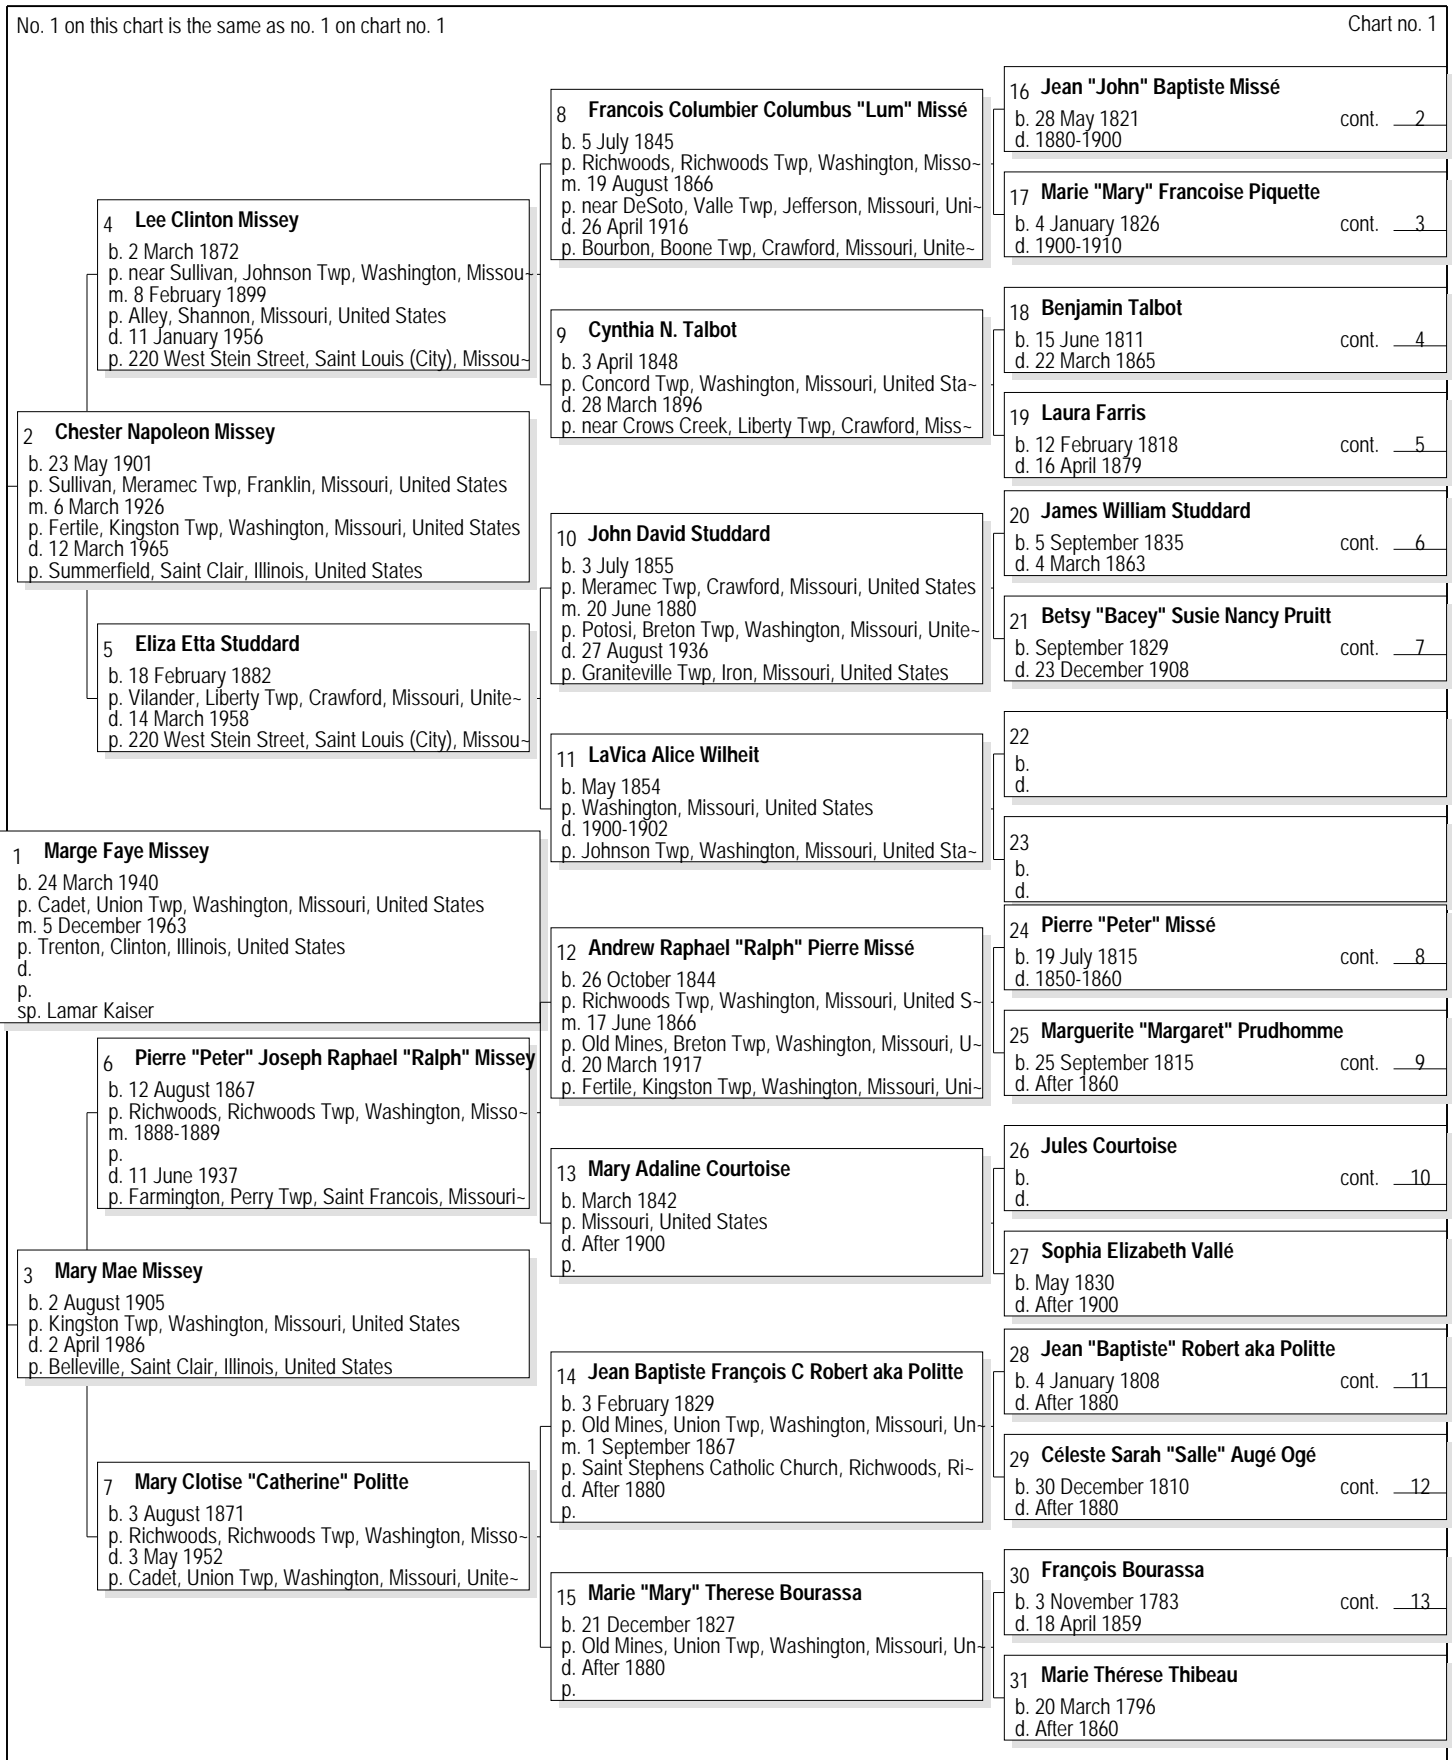 No. 1 on this chart is the same as no. 1 on chart no. 1
Chart no. 1
1 Marge Faye Missey
b. 24 March 1940
p. Cadet, Union Twp, Washington, Missouri, United States
m. 5 December 1963
p. Trenton, Clinton, Illinois, United States
d.
p.
sp. Lamar Kaiser
2 Chester Napoleon Missey
b. 23 May 1901
p. Sullivan, Meramec Twp, Franklin, Missouri, United States
m. 6 March 1926
p. Fertile, Kingston Twp, Washington, Missouri, United States
d. 12 March 1965
p. Summerfield, Saint Clair, Illinois, United States
3 Mary Mae Missey
b. 2 August 1905
p. Kingston Twp, Washington, Missouri, United States
d. 2 April 1986
p. Belleville, Saint Clair, Illinois, United States
4 Lee Clinton Missey
b. 2 March 1872
p. near Sullivan, Johnson Twp, Washington, Missou~
m. 8 February 1899
p. Alley, Shannon, Missouri, United States
d. 11 January 1956
p. 220 West Stein Street, Saint Louis (City), Missou~
5 Eliza Etta Studdard
b. 18 February 1882
p. Vilander, Liberty Twp, Crawford, Missouri, Unite~
d. 14 March 1958
p. 220 West Stein Street, Saint Louis (City), Missou~
6 Pierre "Peter" Joseph Raphael "Ralph" Missey
b. 12 August 1867
p. Richwoods, Richwoods Twp, Washington, Misso~
m. 1888-1889
p.
d. 11 June 1937
p. Farmington, Perry Twp, Saint Francois, Missouri~
7 Mary Clotise "Catherine" Politte
b. 3 August 1871
p. Richwoods, Richwoods Twp, Washington, Misso~
d. 3 May 1952
p. Cadet, Union Twp, Washington, Missouri, Unite~
8 Francois Columbier Columbus "Lum" Missé
b. 5 July 1845
p. Richwoods, Richwoods Twp, Washington, Misso~
m. 19 August 1866
p. near DeSoto, Valle Twp, Jefferson, Missouri, Uni~
d. 26 April 1916
p. Bourbon, Boone Twp, Crawford, Missouri, Unite~
9 Cynthia N. Talbot
b. 3 April 1848
p. Concord Twp, Washington, Missouri, United Sta~
d. 28 March 1896
p. near Crows Creek, Liberty Twp, Crawford, Miss~
10 John David Studdard
b. 3 July 1855
p. Meramec Twp, Crawford, Missouri, United States
m. 20 June 1880
p. Potosi, Breton Twp, Washington, Missouri, Unite~
d. 27 August 1936
p. Graniteville Twp, Iron, Missouri, United States
11 LaVica Alice Wilheit
b. May 1854
p. Washington, Missouri, United States
d. 1900-1902
p. Johnson Twp, Washington, Missouri, United Sta~
12 Andrew Raphael "Ralph" Pierre Missé
b. 26 October 1844
p. Richwoods Twp, Washington, Missouri, United S~
m. 17 June 1866
p. Old Mines, Breton Twp, Washington, Missouri, U~
d. 20 March 1917
p. Fertile, Kingston Twp, Washington, Missouri, Uni~
13 Mary Adaline Courtoise
b. March 1842
p. Missouri, United States
d. After 1900
p.
14 Jean Baptiste François C Robert aka Politte
b. 3 February 1829
p. Old Mines, Union Twp, Washington, Missouri, Un~
m. 1 September 1867
p. Saint Stephens Catholic Church, Richwoods, Ri~
d. After 1880
p.
15 Marie "Mary" Therese Bourassa
b. 21 December 1827
p. Old Mines, Union Twp, Washington, Missouri, Un~
d. After 1880
p.
16 Jean "John" Baptiste Missé
b. 28 May 1821 cont. 2
d. 1880-1900
17 Marie "Mary" Francoise Piquette
b. 4 January 1826 cont. 3
d. 1900-1910
18 Benjamin Talbot
b. 15 June 1811 cont. 4
d. 22 March 1865
19 Laura Farris
b. 12 February 1818 cont. 5
d. 16 April 1879
20 James William Studdard
b. 5 September 1835 cont. 6
d. 4 March 1863
21 Betsy "Bacey" Susie Nancy Pruitt
b. September 1829 cont. 7
d. 23 December 1908
22
b.
d.
23
b.
d.
24 Pierre "Peter" Missé
b. 19 July 1815 cont. 8
d. 1850-1860
25 Marguerite "Margaret" Prudhomme
b. 25 September 1815 cont. 9
d. After 1860
26 Jules Courtoise
b. cont. 10
d.
27 Sophia Elizabeth Vallé
b. May 1830
d. After 1900
28 Jean "Baptiste" Robert aka Politte
b. 4 January 1808 cont. 11
d. After 1880
29 Céleste Sarah "Salle" Augé Ogé
b. 30 December 1810 cont. 12
d. After 1880
30 François Bourassa
b. 3 November 1783 cont. 13
d. 18 April 1859
31 Marie Thérese Thibeau
b. 20 March 1796
d. After 1860